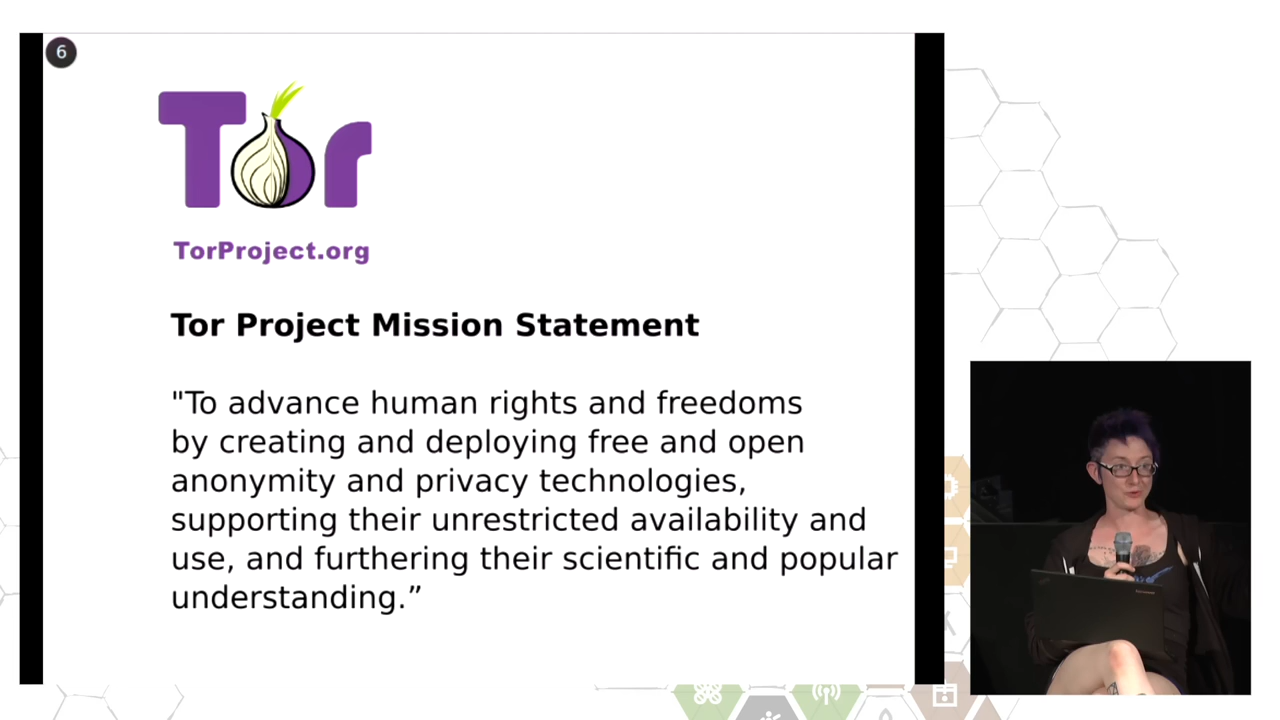 6
Tor
TorProject.org
Tor Project Mission Statement
"To advance human rights and freedoms
by creating and deploying free and open
anonymity and privacy technologies,
supporting their unrestricted availability and
use, and furthering their scientific and popular
understanding.”